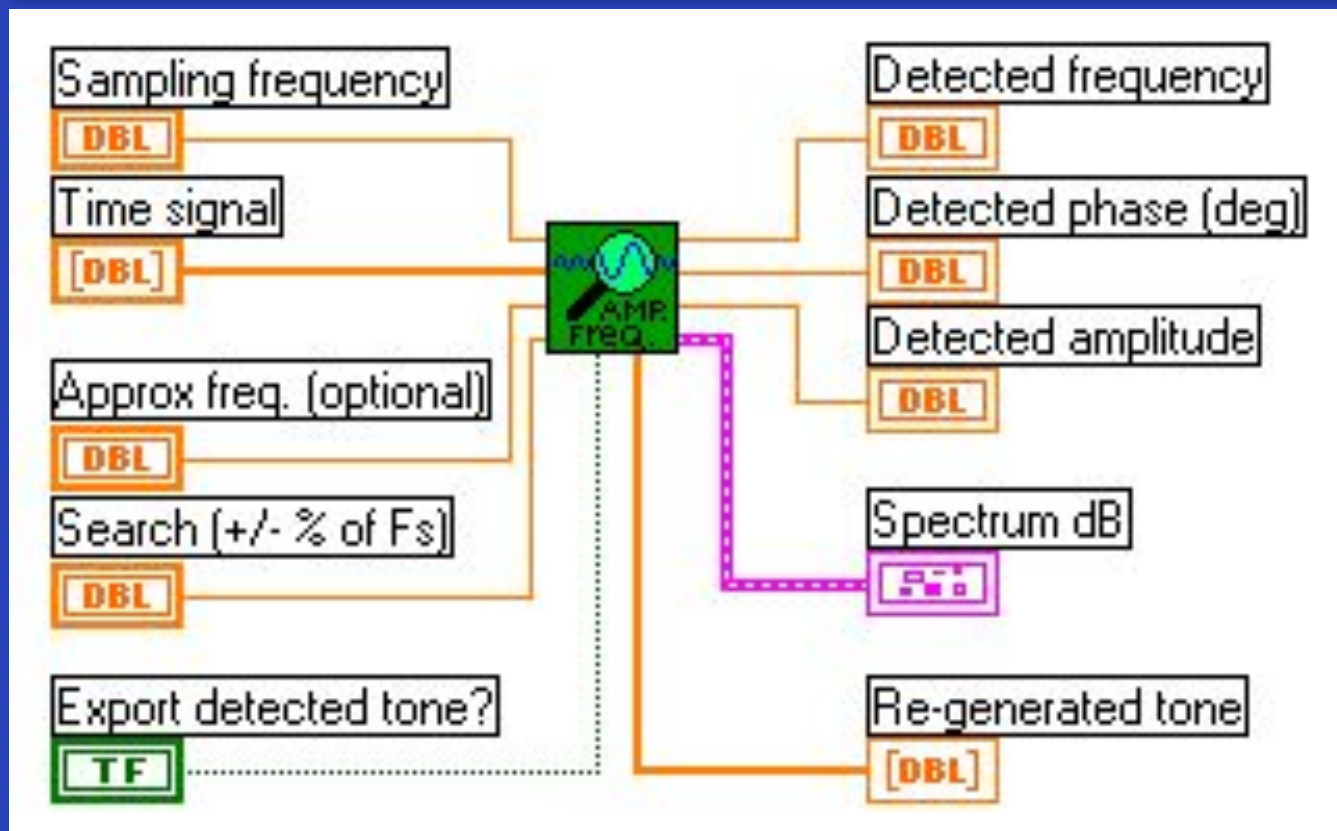 Sampling frequency
DBL
Time signal
[DBL]
Approx freq. (optional)
DBL
Search (+/- % of Fs)
DBL
Export detected tone?
TF
AMP.
Freq.
Detected frequency
DBL
Detected phase (deg)
DBL
Detected amplitude
DBL
Spectrum dB
Re-generated tone
[DBL]